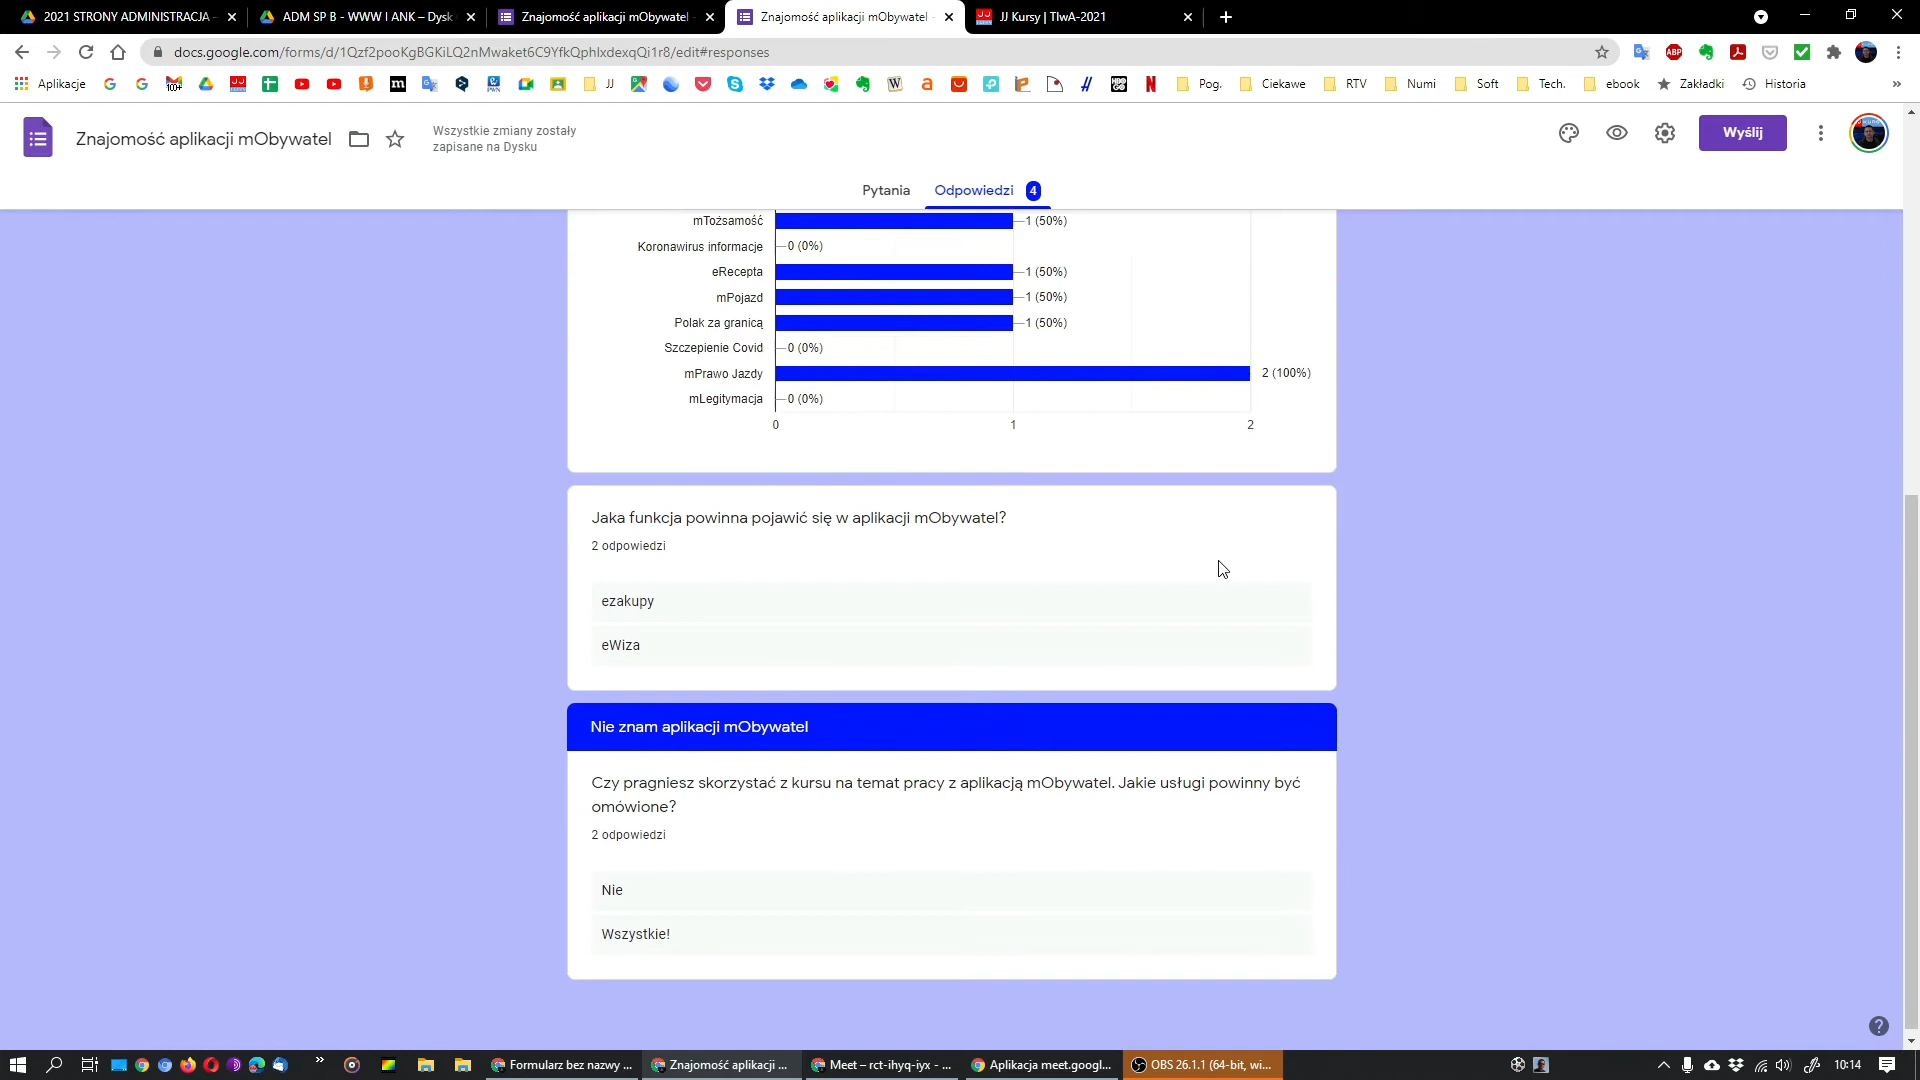 2021 STRONY ADMINISTRACJA -
ADM SP B - WWW I ANK – Dysk
Znajomość aplikacji mObywatel -
Znajomość aplikacji mObywatel -
JJ Kursy | TIwA-2021
docs.google.com/forms/d/1Qzf2pooKgBGKiLQ2nMwaket6C9YfkQphlxdexqQi1r8/edit#responses
Aplikacje
JJ
Pog.
Ciekawe
RTV
Numi
Soft
Tech.
ebook
Zakładki
Historia
Znajomość aplikacji mObywatel
Wszystkie zmiany zostały
zapisane na Dysku
Wyślij
Pytania
Odpowiedzi 4
mTożsamość 1 (50%)
Koronawirus informacje 0 (0%)
eRecepta 1 (50%)
mPojazd 1 (50%)
Polak za granicą 1 (50%)
Szczepienie Covid 0 (0%)
mPrawo Jazdy 2 (100%)
mLegitymacja 0 (0%)
0 1 2
Jaka funkcja powinna pojawić się w aplikacji mObywatel?
2 odpowiedzi
ezakupy
eWiza
Nie znam aplikacji mObywatel
Czy pragniesz skorzystać z kursu na temat pracy z aplikacją mObywatel. Jakie usługi powinny być
omówione?
2 odpowiedzi
Nie
Wszystkie!
Formularz bez nazwy ...
Znajomość aplikacji ...
Meet – rct-ihyq-iyx - ...
Aplikacja meet.googl...
OBS 26.1.1 (64-bit, wi...
10:14